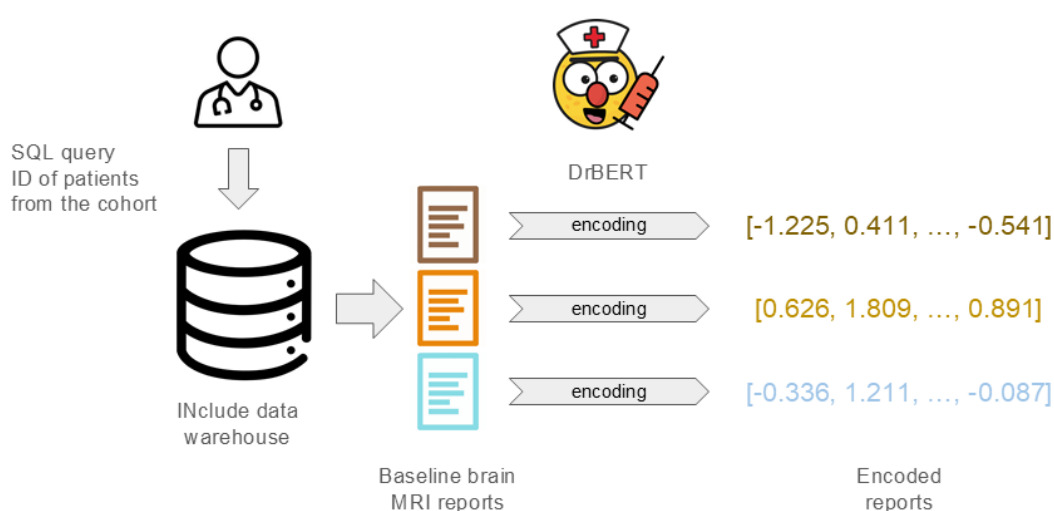 SQL query
ID of patients
from the cohort
DrBERT
encoding
[-1.225, 0.411, …, -0.541]
encoding
[0.626, 1.809, …, 0.891]
encoding
[-0.336, 1.211, …, -0.087]
INclude data
warehouse
Baseline brain
MRI reports
Encoded
reports